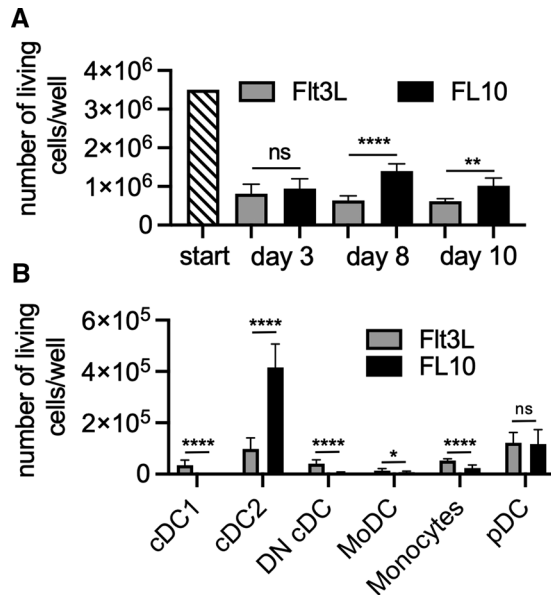 A
number of living
cells/well
4×10⁶
3×10⁶
2×10⁶
1×10⁶
0
Flt3L
FL10
ns
****
**
start
day 3
day 8
day 10
B
number of living
cells/well
6×10⁵
4×10⁵
2×10⁵
0
Flt3L
FL10
****
****
****
*
****
ns
cDC1
cDC2
DN cDC
MoDC
Monocytes
pDC